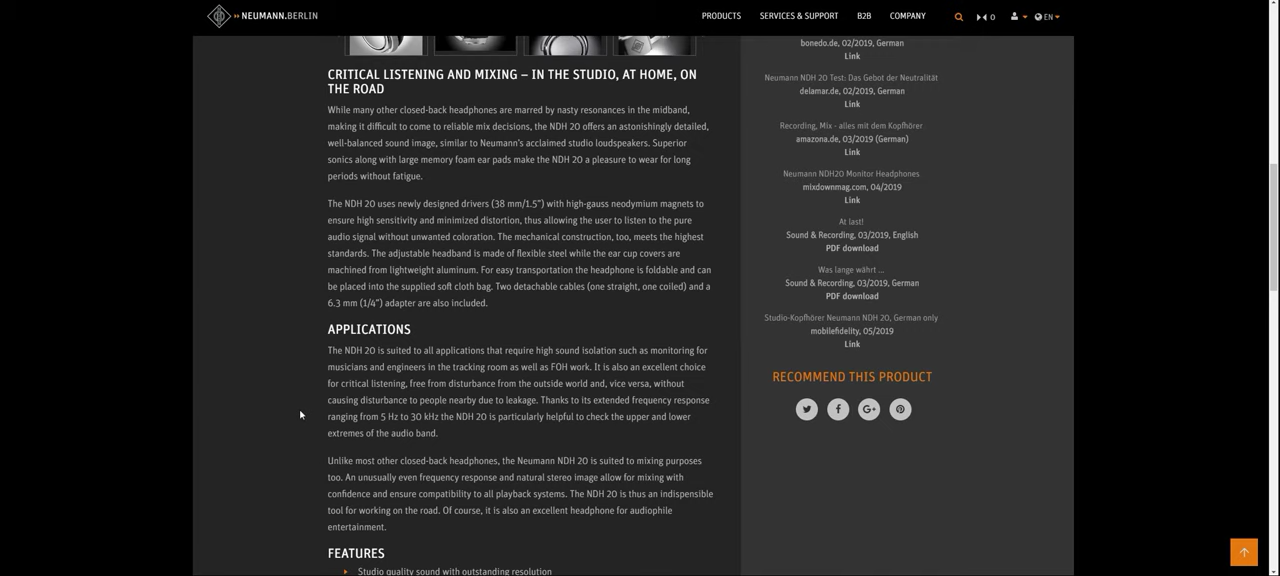 NEUMANN.BERLIN
PRODUCTS
SERVICES & SUPPORT
B2B
COMPANY
0
EN
CRITICAL LISTENING AND MIXING – IN THE STUDIO, AT HOME, ON
THE ROAD
While many other closed-back headphones are marred by nasty resonances in the midband,
making it difficult to come to reliable mix decisions, the NDH 20 offers an astonishingly detailed,
well-balanced sound image, similar to Neumann's acclaimed studio loudspeakers. Superior
sonics along with large memory foam ear pads make the NDH 20 a pleasure to wear for long
periods without fatigue.
The NDH 20 uses newly designed drivers (38 mm/1.5") with high-gauss neodymium magnets to
ensure high sensitivity and minimized distortion, thus allowing the user to listen to the pure
audio signal without unwanted coloration. The mechanical construction, too, meets the highest
standards. The adjustable headband is made of flexible steel while the ear cup covers are
machined from lightweight aluminum. For easy transportation the headphone is foldable and can
be placed into the supplied soft cloth bag. Two detachable cables (one straight, one coiled) and a
6.3 mm (1/4") adapter are also included.
APPLICATIONS
The NDH 20 is suited to all applications that require high sound isolation such as monitoring for
musicians and engineers in the tracking room as well as FOH work. It is also an excellent choice
for critical listening, free from disturbance from the outside world and, vice versa, without
causing disturbance to people nearby due to leakage. Thanks to its extended frequency response
ranging from 5 Hz to 30 kHz the NDH 20 is particularly helpful to check the upper and lower
extremes of the audio band.
Unlike most other closed-back headphones, the Neumann NDH 20 is suited to mixing purposes
too. An unusually even frequency response and natural stereo image allow for mixing with
confidence and ensure compatibility to all playback systems. The NDH 20 is thus an indispensible
tool for working on the road. Of course, it is also an excellent headphone for audiophile
entertainment.
FEATURES
Studio quality sound with outstanding resolution
bonedo.de, 02/2019, German
Link
Neumann NDH 20 Test: Das Gebot der Neutralität
delamar.de, 02/2019, German
Link
Recording, Mix - alles mit dem Kopfhörer
amazona.de, 03/2019 (German)
Link
Neumann NDH20 Monitor Headphones
mixdownmag.com, 04/2019
Link
At last!
Sound & Recording, 03/2019, English
PDF download
Was lange währt ...
Sound & Recording, 03/2019, German
PDF download
Studio-Kopfhörer Neumann NDH 20, German only
mobilefidelity, 05/2019
Link
RECOMMEND THIS PRODUCT